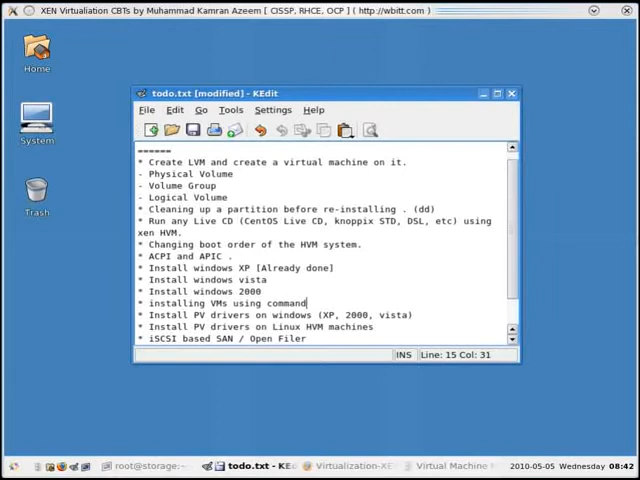 XEN Virtualiation CBTs by Muhammad Kamran Azeem [ CISSP, RHCE, OCP ] ( http://wbitt.com )
Home
System
Trash
todo.txt [modified] - KEdit
File Edit Go Tools Settings Help
======
* Create LVM and create a virtual machine on it.
- Physical Volume
- Volume Group
- Logical Volume
* Cleaning up a partition before re-installing . (dd)
* Run any Live CD (CentOS Live CD, knoppix STD, DSL, etc) using
xen HVM.
* Changing boot order of the HVM system.
* ACPI and APIC .
* Install windows XP [Already done]
* Install windows vista
* Install windows 2000
* installing VMs using command
* Install PV drivers on windows (XP, 2000, vista)
* Install PV drivers on Linux HVM machines
* iSCSI based SAN / Open Filer
INS Line: 15 Col: 31
root@storage:~ todo.txt - KEd Virtualization-XE Virtual Machine M 2010-05-05 Wednesday 08:42